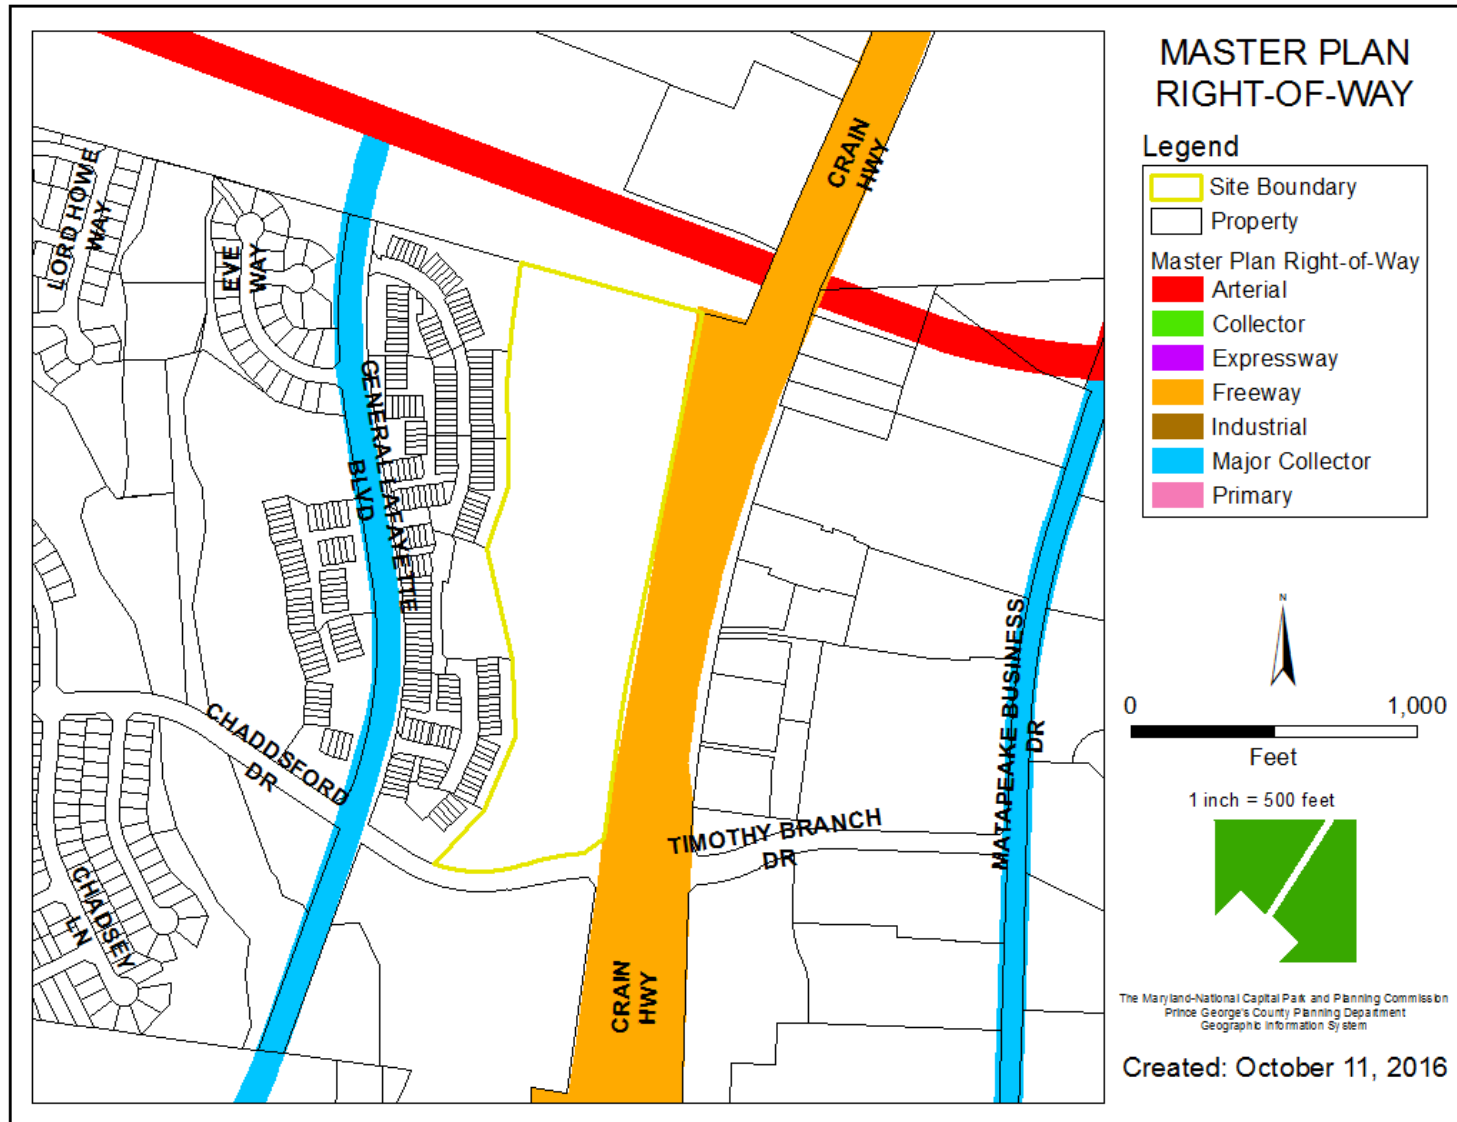 MASTER PLAN
RIGHT-OF-WAY
Legend
Site Boundary
Property
Master Plan Right-of-Way
Arterial
Collector
Expressway
Freeway
Industrial
Major Collector
Primary
N
0 1,000
Feet
1 inch = 500 feet
The Maryland-National Capital Park and Planning Commission
Prince George's County Planning Department
Geographic Information System
Created: October 11, 2016
CRAIN
HWY
LORD HOWE
WAY
EVE
WAY
GENERAL LAFAYETTE
BLVD
CHADDSFORD
DR
CHADSEY
LN
TIMOTHY BRANCH
DR
MATAPEAKE BUSINESS
DR
CRAIN
HWY